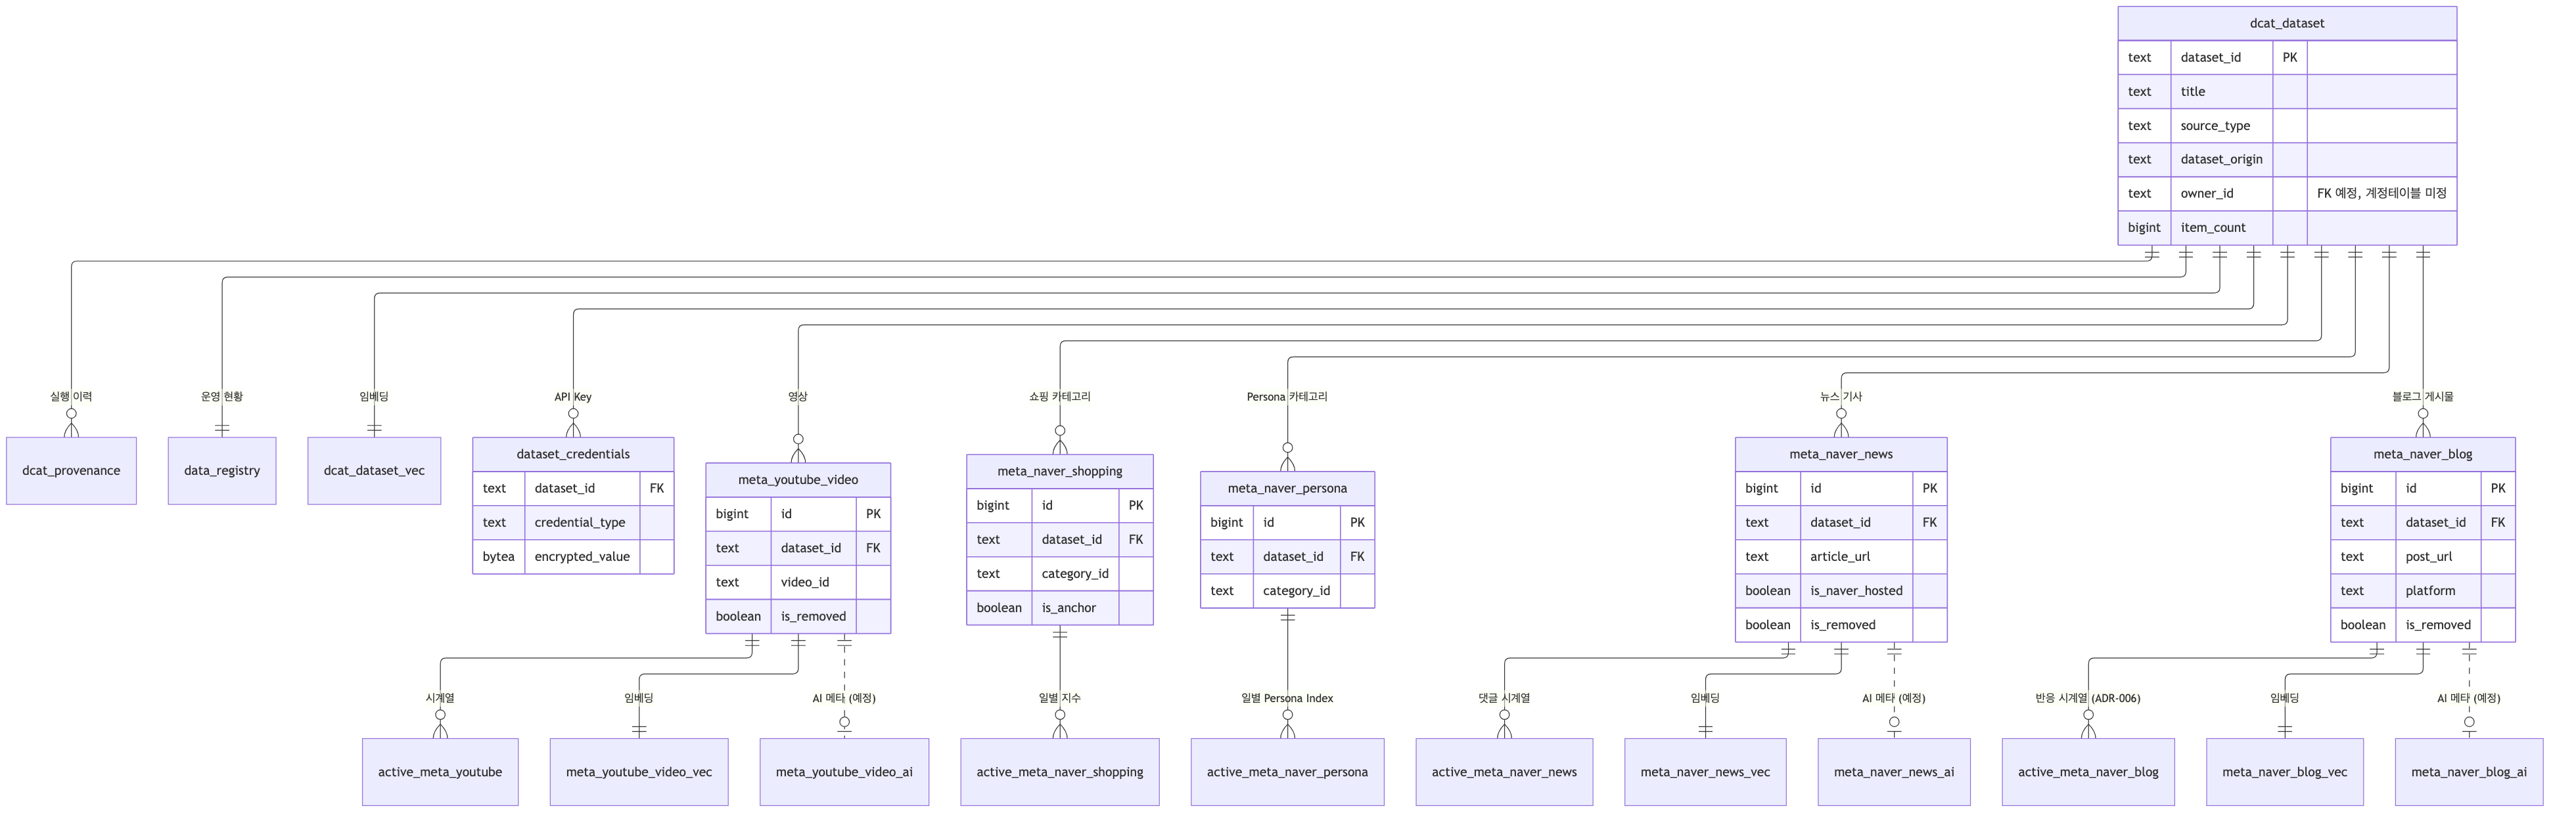 dcat_dataset
text dataset_id PK
text title
text source_type
text dataset_origin
text owner_id FK 예정, 계정테이블 미정
bigint item_count
실행 이력
운영 현황
임베딩
API Key
영상
쇼핑 카테고리
Persona 카테고리
뉴스 기사
블로그 게시물
dcat_provenance
data_registry
dcat_dataset_vec
dataset_credentials
text dataset_id FK
text credential_type
bytea encrypted_value
meta_youtube_video
bigint id PK
text dataset_id FK
text video_id
boolean is_removed
meta_naver_shopping
bigint id PK
text dataset_id FK
text category_id
boolean is_anchor
meta_naver_persona
bigint id PK
text dataset_id FK
text category_id
meta_naver_news
bigint id PK
text dataset_id FK
text article_url
boolean is_naver_hosted
boolean is_removed
meta_naver_blog
bigint id PK
text dataset_id FK
text post_url
text platform
boolean is_removed
시계열
임베딩
AI 메타 (예정)
일별 지수
일별 Persona Index
댓글 시계열
임베딩
AI 메타 (예정)
반응 시계열 (ADR-006)
임베딩
AI 메타 (예정)
active_meta_youtube
meta_youtube_video_vec
meta_youtube_video_ai
active_meta_naver_shopping
active_meta_naver_persona
active_meta_naver_news
meta_naver_news_vec
meta_naver_news_ai
active_meta_naver_blog
meta_naver_blog_vec
meta_naver_blog_ai